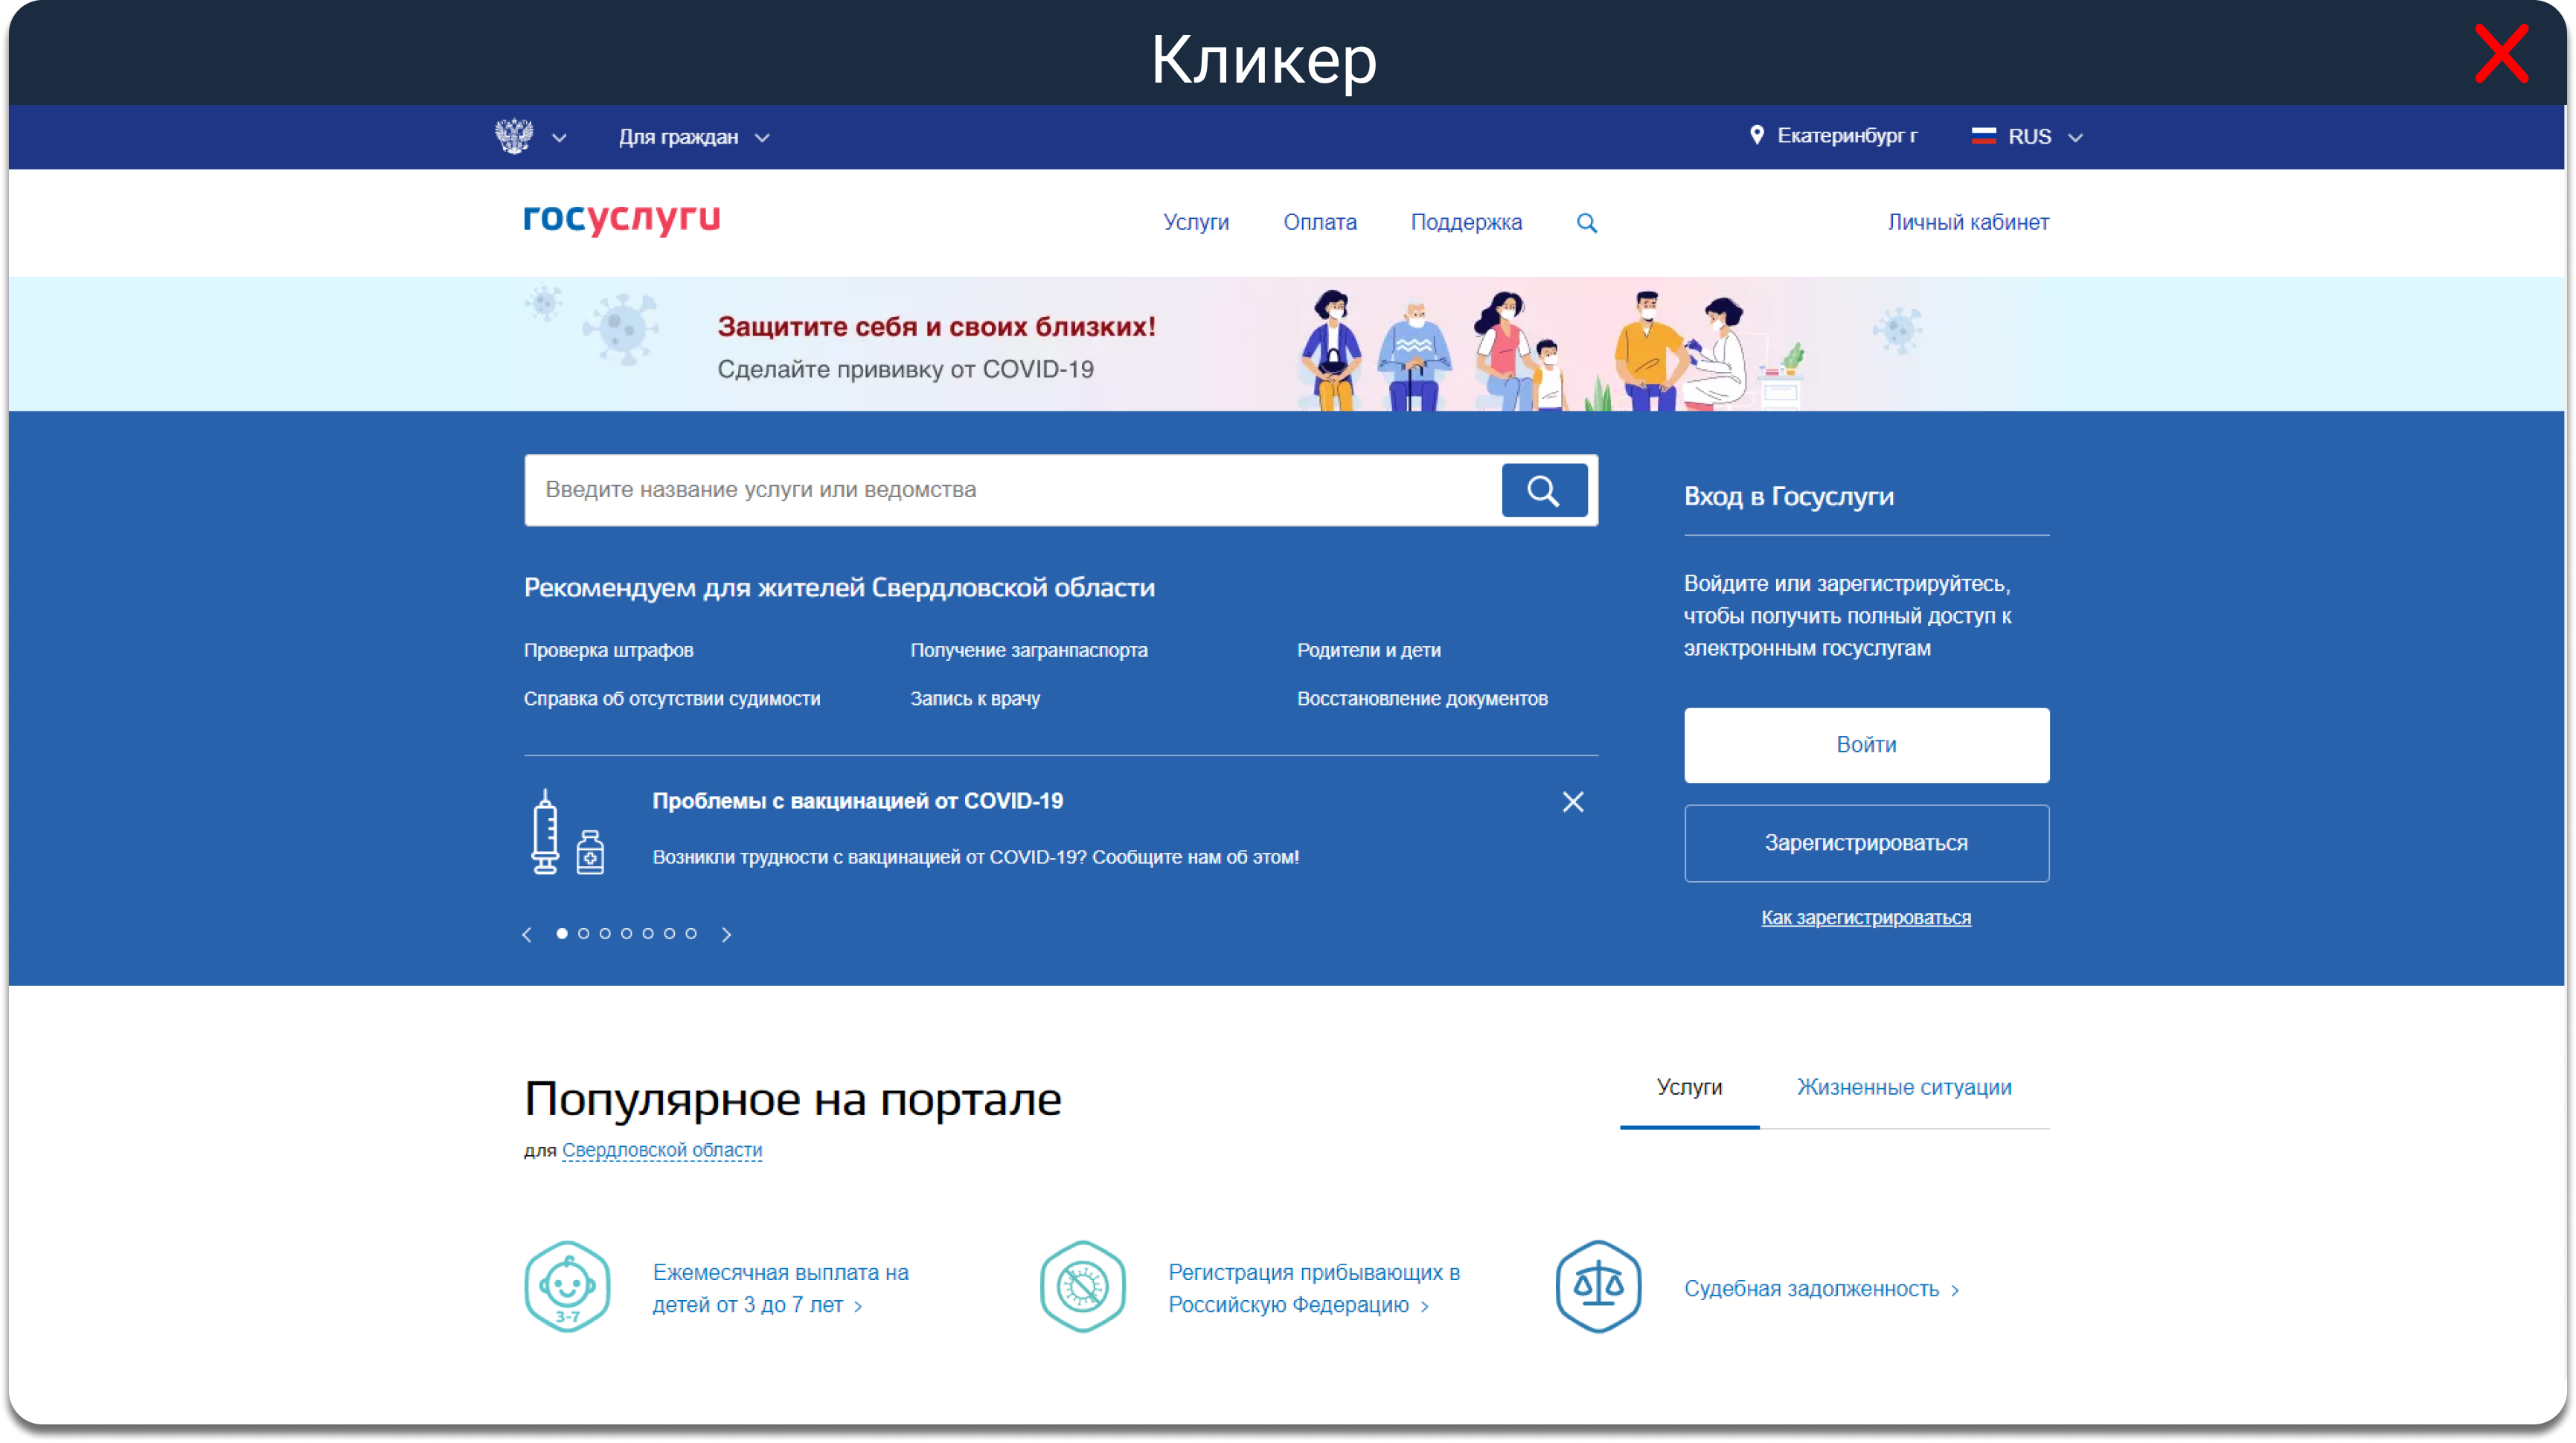 Кликер
Для граждан
Екатеринбург г
RUS
госуслуги
Услуги
Оплата
Поддержка
Личный кабинет
Защитите себя и своих близких!
Сделайте прививку от COVID-19
Введите название услуги или ведомства
Рекомендуем для жителей Свердловской области
Проверка штрафов
Получение загранпаспорта
Родители и дети
Справка об отсутствии судимости
Запись к врачу
Восстановление документов
Проблемы с вакцинацией от COVID-19
Возникли трудности с вакцинацией от COVID-19? Сообщите нам об этом!
Вход в Госуслуги
Войдите или зарегистрируйтесь,
чтобы получить полный доступ к
электронным госуслугам
Войти
Зарегистрироваться
Как зарегистрироваться
Популярное на портале
для Свердловской области
Услуги
Жизненные ситуации
3-7
Ежемесячная выплата на
детей от 3 до 7 лет >
Регистрация прибывающих в
Российскую Федерацию >
Судебная задолженность >